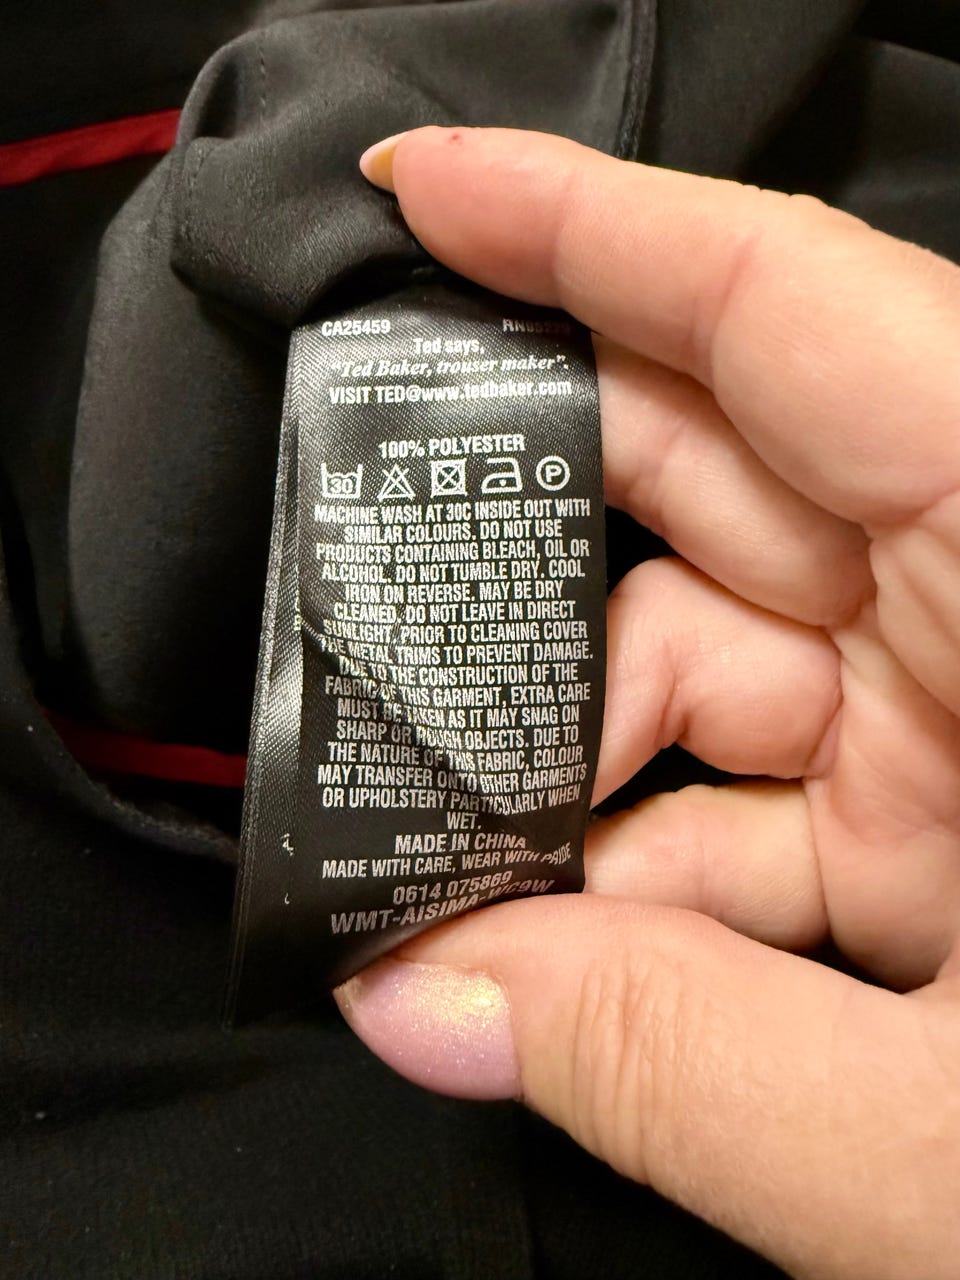 CA25459
Ted says,
"Ted Baker, trouser maker".
VISIT TED@www.tedbaker.com
100% POLYESTER
30 P
MACHINE WASH AT 30C INSIDE OUT WITH
SIMILAR COLOURS. DO NOT USE
PRODUCTS CONTAINING BLEACH, OIL OR
ALCOHOL. DO NOT TUMBLE DRY. COOL
IRON ON REVERSE. MAY BE DRY
CLEANED. DO NOT LEAVE IN DIRECT
SUNLIGHT. PRIOR TO CLEANING COVER
THE METAL TRIMS TO PREVENT DAMAGE.
DUE TO THE CONSTRUCTION OF THE
FABRIC OF THIS GARMENT, EXTRA CARE
MUST BE TAKEN AS IT MAY SNAG ON
SHARP OR ROUGH OBJECTS. DUE TO
THE NATURE OF THIS FABRIC, COLOUR
MAY TRANSFER ONTO OTHER GARMENTS
OR UPHOLSTERY PARTICULARLY WHEN
WET.
MADE IN CHINA
MADE WITH CARE, WEAR WITH PRIDE
0614 075869
WMT-AISIMA-WC9W